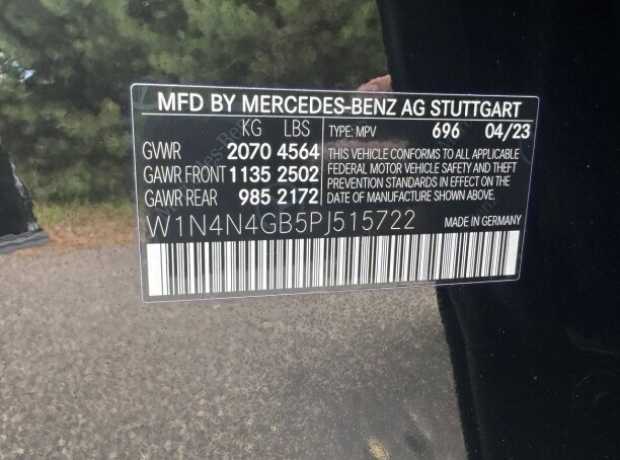 MFD BY MERCEDES-BENZ AG STUTTGART
KG LBS
GVWR 2070 4564
GAWR FRONT 1135 2502
GAWR REAR 985 2172
TYPE: MPV 696 04/23
THIS VEHICLE CONFORMS TO ALL APPLICABLE
FEDERAL MOTOR VEHICLE SAFETY AND THEFT
PREVENTION STANDARDS IN EFFECT ON THE
DATE OF MANUFACTURE SHOWN ABOVE.
W1N4N4GB5PJ515722 MADE IN GERMANY